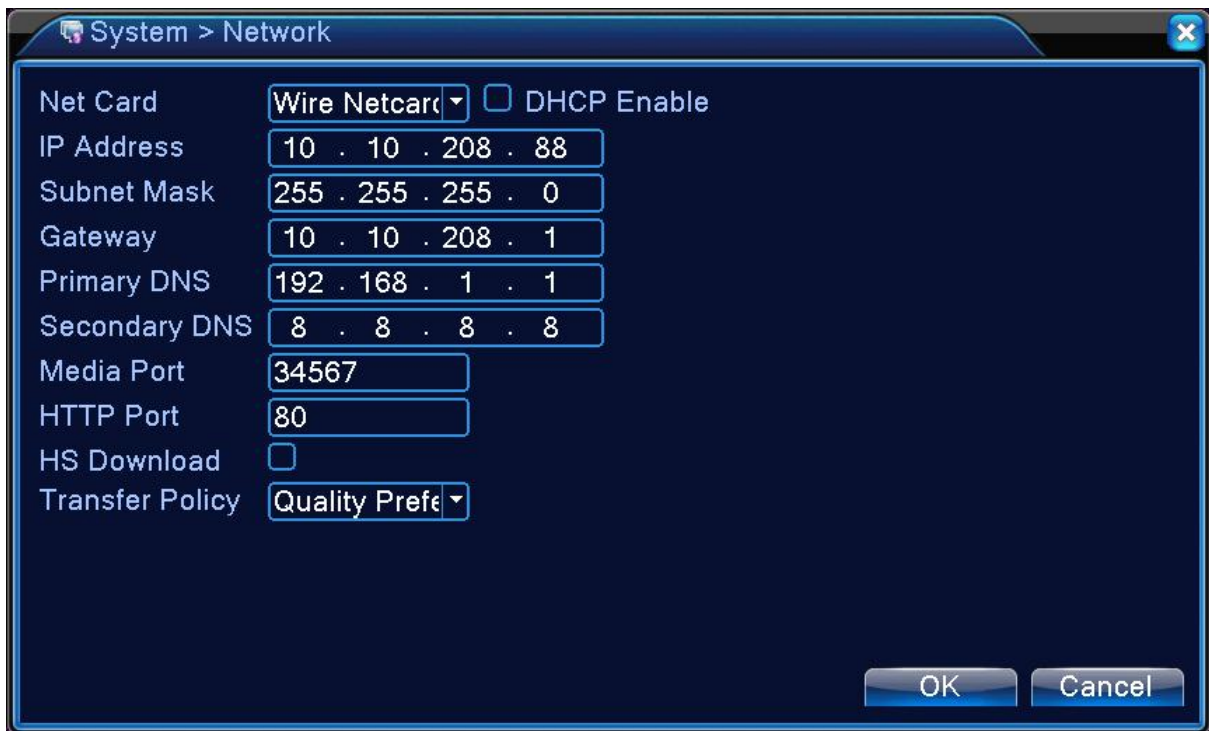 System > Network
Net Card Wire Netcard DHCP Enable
IP Address 10 . 10 . 208 . 88
Subnet Mask 255 . 255 . 255 . 0
Gateway 10 . 10 . 208 . 1
Primary DNS 192 . 168 . 1 . 1
Secondary DNS 8 . 8 . 8 . 8
Media Port 34567
HTTP Port 80
HS Download
Transfer Policy Quality Prefe
OK Cancel